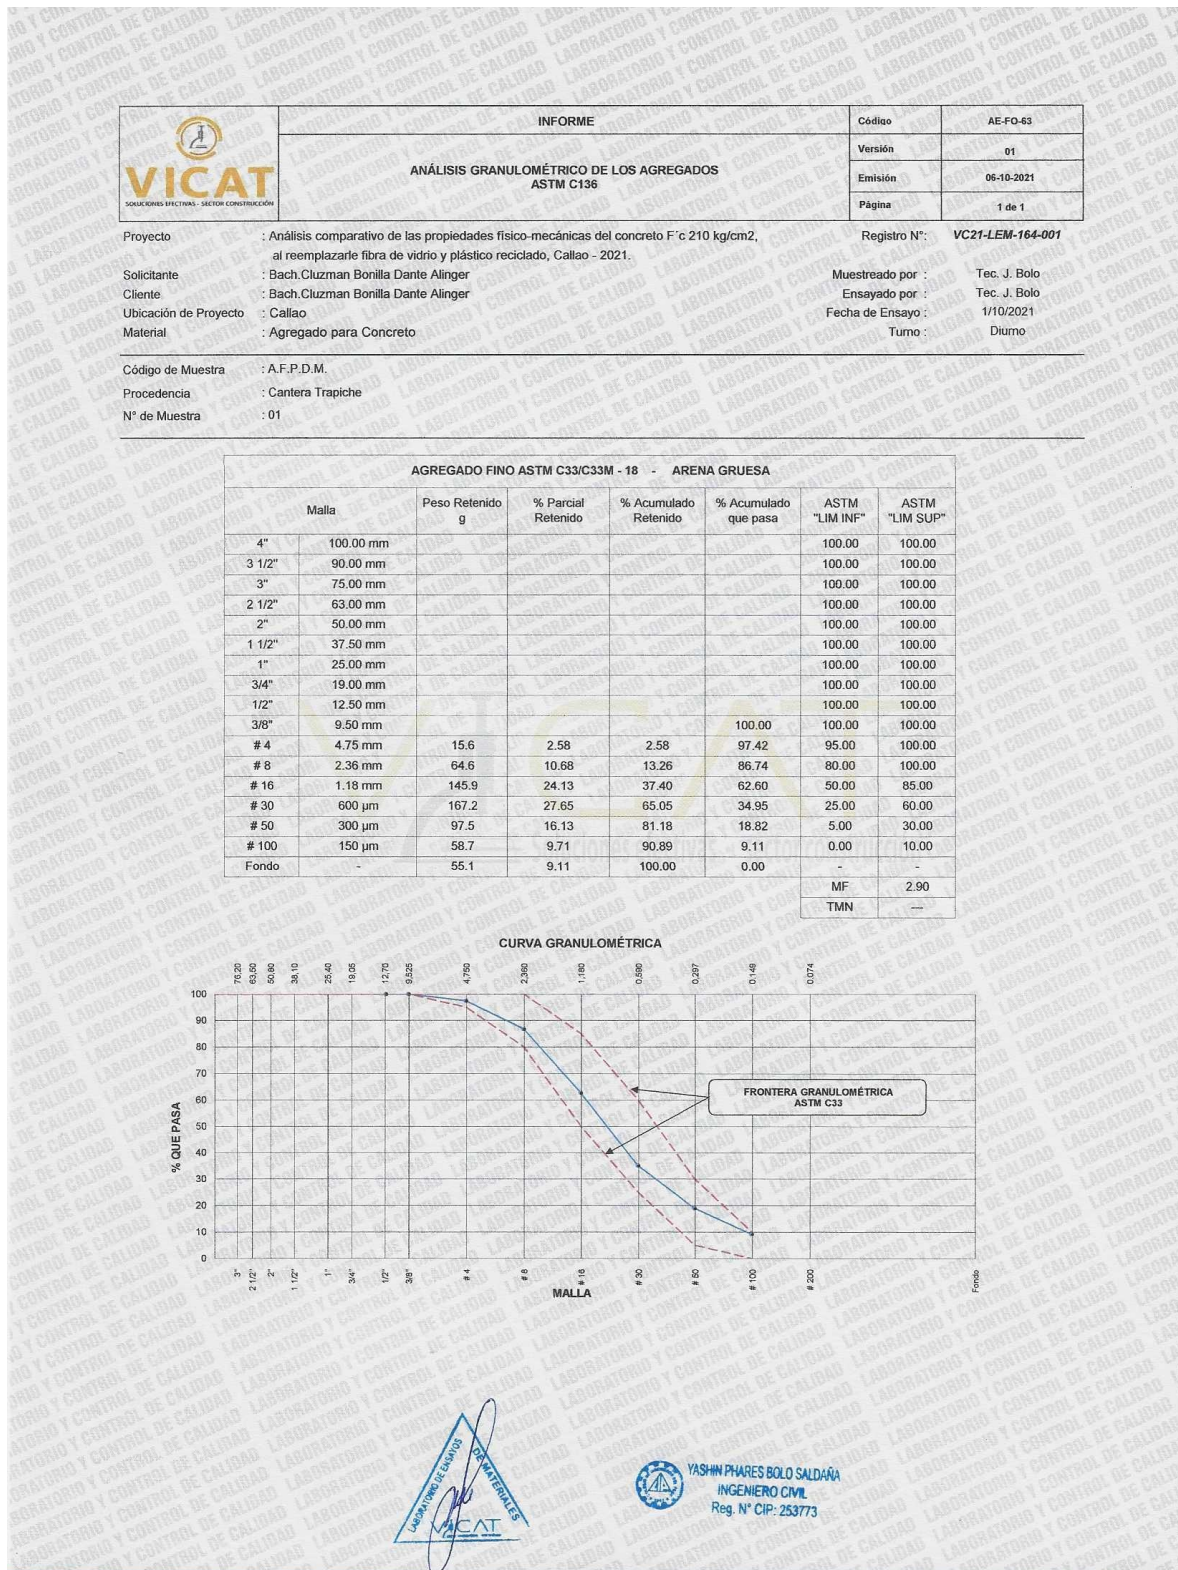 VICAT
SOLUCIONES EFECTIVAS - SECTOR CONSTRUCCIÓN
INFORME
ANÁLISIS GRANULOMÉTRICO DE LOS AGREGADOS
ASTM C136
Código AE-FO-63
Versión 01
Emisión 06-10-2021
Página 1 de 1
Proyecto : Análisis comparativo de las propiedades físico-mecánicas del concreto F´c 210 kg/cm2,
al reemplazarle fibra de vidrio y plástico reciclado, Callao - 2021.
Registro N°: VC21-LEM-164-001
Solicitante : Bach.Cluzman Bonilla Dante Alinger Muestreado por : Tec. J. Bolo
Cliente : Bach.Cluzman Bonilla Dante Alinger Ensayado por : Tec. J. Bolo
Ubicación de Proyecto : Callao Fecha de Ensayo : 1/10/2021
Material : Agregado para Concreto Turno : Diurno
Código de Muestra : A.F.P.D.M.
Procedencia : Cantera Trapiche
N° de Muestra : 01
AGREGADO FINO ASTM C33/C33M - 18 - ARENA GRUESA
Malla Peso Retenido g % Parcial Retenido % Acumulado Retenido % Acumulado que pasa ASTM "LIM INF" ASTM "LIM SUP"
4" 100.00 mm 100.00 100.00
3 1/2" 90.00 mm 100.00 100.00
3" 75.00 mm 100.00 100.00
2 1/2" 63.00 mm 100.00 100.00
2" 50.00 mm 100.00 100.00
1 1/2" 37.50 mm 100.00 100.00
1" 25.00 mm 100.00 100.00
3/4" 19.00 mm 100.00 100.00
1/2" 12.50 mm 100.00 100.00
3/8" 9.50 mm 100.00 100.00 100.00
# 4 4.75 mm 15.6 2.58 2.58 97.42 95.00 100.00
# 8 2.36 mm 64.6 10.68 13.26 86.74 80.00 100.00
# 16 1.18 mm 145.9 24.13 37.40 62.60 50.00 85.00
# 30 600 µm 167.2 27.65 65.05 34.95 25.00 60.00
# 50 300 µm 97.5 16.13 81.18 18.82 5.00 30.00
# 100 150 µm 58.7 9.71 90.89 9.11 0.00 10.00
Fondo - 55.1 9.11 100.00 0.00 - -
MF 2.90
TMN ---
CURVA GRANULOMÉTRICA
76,20 63,50 50,80 38,10 25,40 19,05 12,70 9,525 4,750 2,360 1,180 0,590 0,297 0,149 0,074
100
90
80
70
60
50
40
30
20
10
0
% QUE PASA
FRONTERA GRANULOMÉTRICA
ASTM C33
3" 2 1/2" 2" 1 1/2" 1" 3/4" 1/2" 3/8" # 4 # 8 # 16 # 30 # 50 # 100 # 200 Fondo
MALLA
LABORATORIO DE ENSAYOS
DE MATERIALES
VICAT
YASHIN PHARES BOLO SALDAÑA
INGENIERO CIVIL
Reg. N° CIP: 253773
LABORATORIO Y CONTROL DE CALIDAD